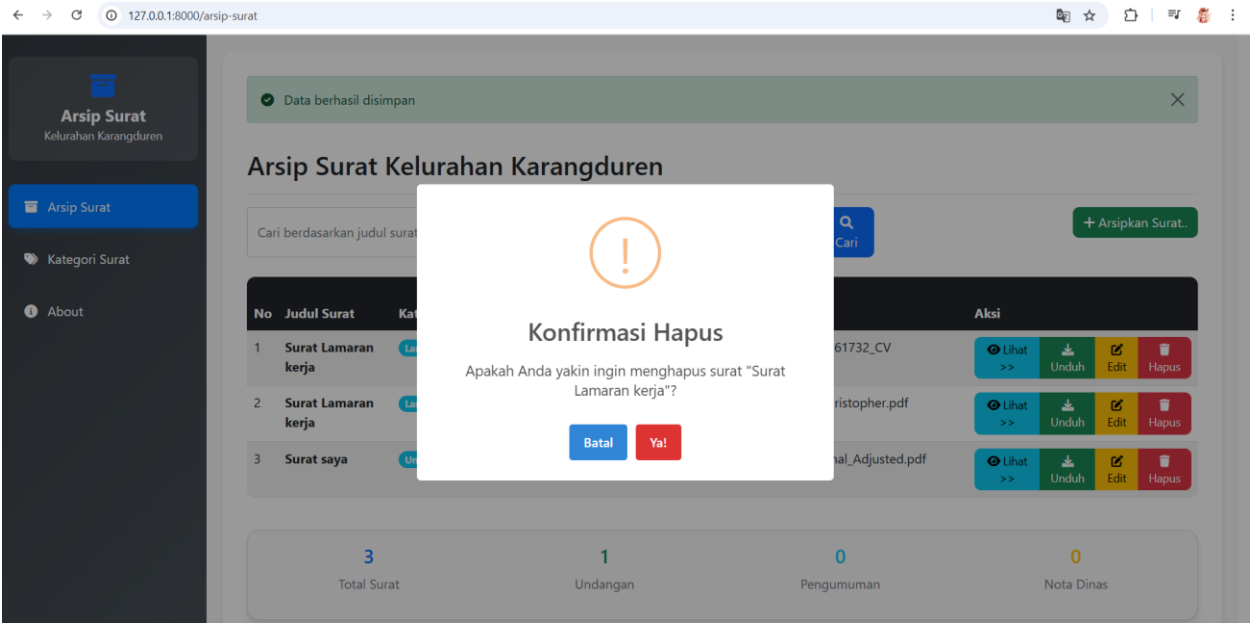 127.0.0.1:8000/arsip-surat
Arsip Surat
Kelurahan Karangduren
Arsip Surat
Kategori Surat
About
Data berhasil disimpan
Arsip Surat Kelurahan Karangduren
Cari berdasarkan judul surat
Cari
+ Arsipkan Surat..
No Judul Surat Aksi
1 Surat Lamaran kerja 61732_CV Lihat >> Unduh Edit Hapus
2 Surat Lamaran kerja ristopher.pdf Lihat >> Unduh Edit Hapus
3 Surat saya nal_Adjusted.pdf Lihat >> Unduh Edit Hapus
Konfirmasi Hapus
Apakah Anda yakin ingin menghapus surat "Surat
Lamaran kerja"?
Batal Ya!
3 1 0 0
Total Surat Undangan Pengumuman Nota Dinas